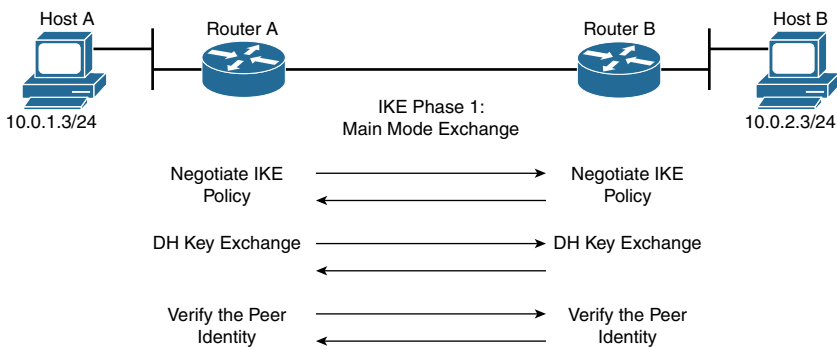 Host A
Router A
Router B
Host B
10.0.1.3/24
IKE Phase 1:
Main Mode Exchange
10.0.2.3/24
Negotiate IKE
Policy
Negotiate IKE
Policy
DH Key Exchange
DH Key Exchange
Verify the Peer
Identity
Verify the Peer
Identity